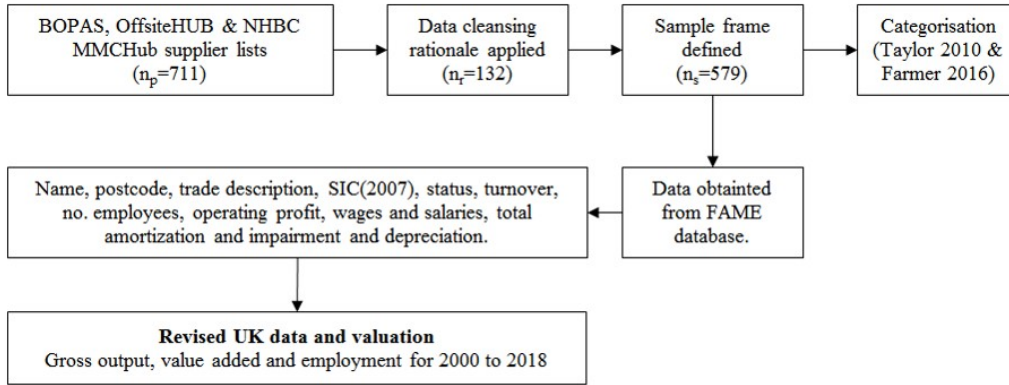 BOPAS, OffsiteHUB & NHBC
MMCHub supplier lists
(nₚ=711)
Data cleansing
rationale applied
(nᵣ=132)
Sample frame
defined
(nₛ=579)
Categorisation
(Taylor 2010 &
Farmer 2016)
Data obtainted
from FAME
database.
Name, postcode, trade description, SIC(2007), status, turnover,
no. employees, operating profit, wages and salaries, total
amortization and impairment and depreciation.
Revised UK data and valuation
Gross output, value added and employment for 2000 to 2018